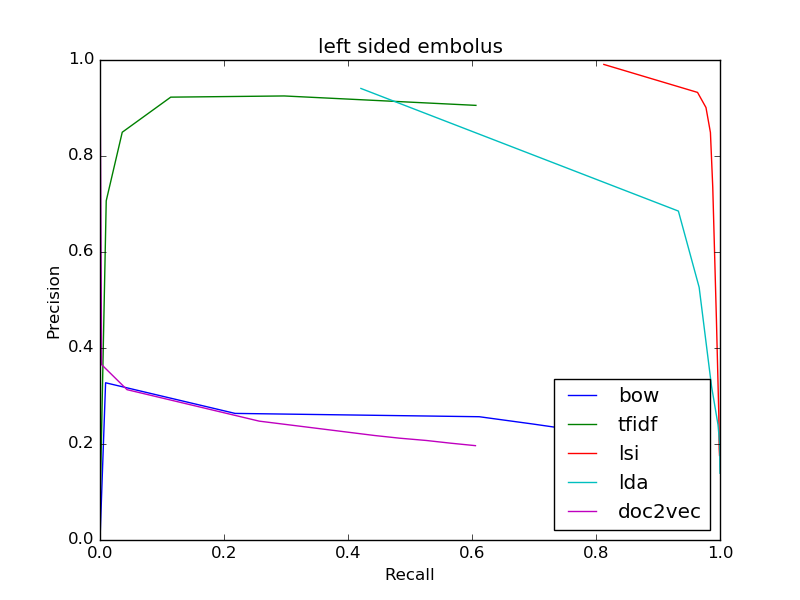 left sided embolus
1.0
0.8
0.6
0.4
0.2
0.0
Precision
0.0 0.2 0.4 0.6 0.8 1.0
Recall
bow
tfidf
lsi
lda
doc2vec